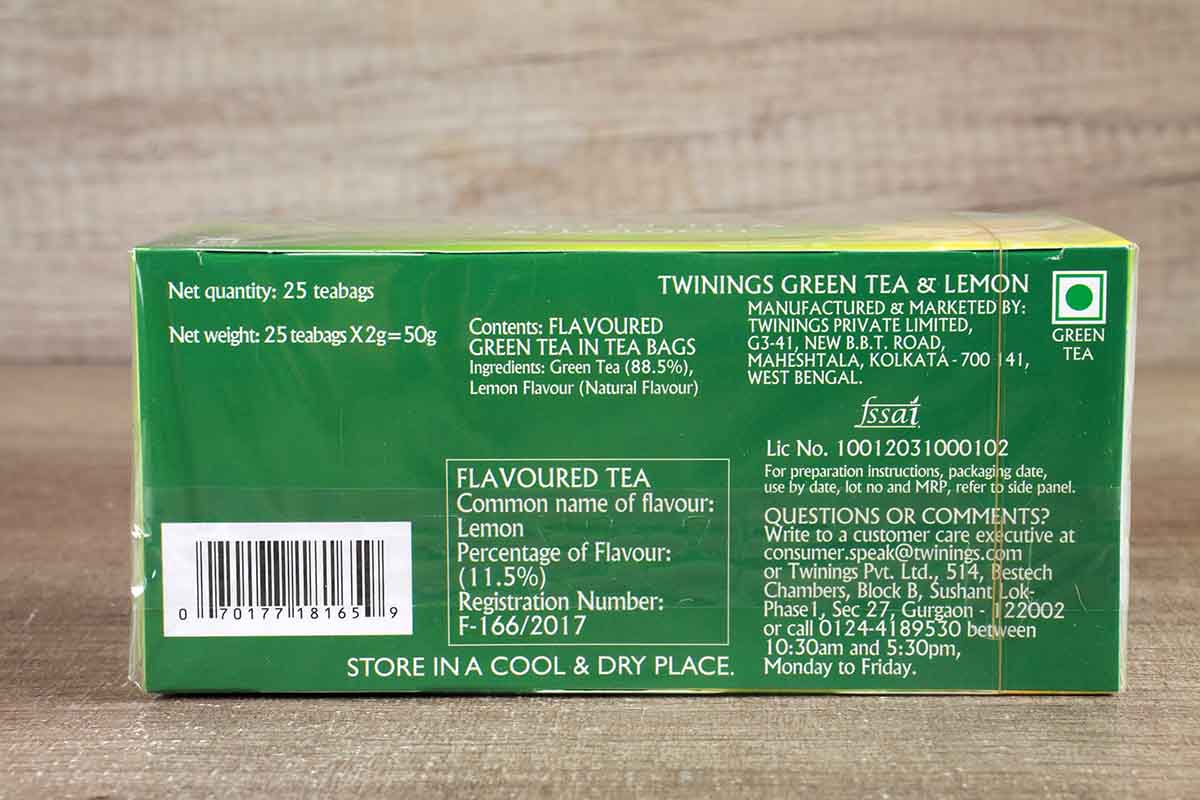 Net quantity: 25 teabags
Net weight: 25 teabags X 2g = 50g
Contents: FLAVOURED
GREEN TEA IN TEA BAGS
Ingredients: Green Tea (88.5%),
Lemon Flavour (Natural Flavour)
FLAVOURED TEA
Common name of flavour:
Lemon
Percentage of Flavour:
(11.5%)
Registration Number:
F-166/2017
0 70177 18165 9
STORE IN A COOL & DRY PLACE.
TWININGS GREEN TEA & LEMON
MANUFACTURED & MARKETED BY:
TWININGS PRIVATE LIMITED,
G3-41, NEW B.B.T. ROAD,
MAHESHTALA, KOLKATA - 700 141,
WEST BENGAL.
GREEN
TEA
fssai
Lic No. 10012031000102
For preparation instructions, packaging date,
use by date, lot no and MRP, refer to side panel.
QUESTIONS OR COMMENTS?
Write to a customer care executive at
consumer.speak@twinings.com
or Twinings Pvt. Ltd., 514, Bestech
Chambers, Block B, Sushant Lok-
Phase1, Sec 27, Gurgaon - 122002
or call 0124-4189530 between
10:30am and 5:30pm,
Monday to Friday.